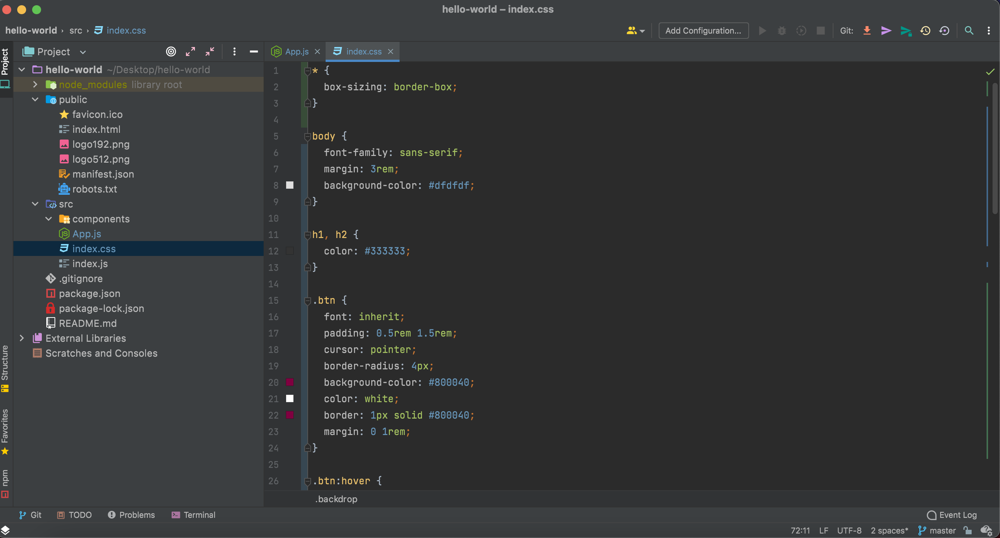 hello-world – index.css
hello-world › src › index.css
Add Configuration...
Git:
Project
Project
App.js
index.css
hello-world ~/Desktop/hello-world
node_modules library root
public
favicon.ico
index.html
logo192.png
logo512.png
manifest.json
robots.txt
src
components
App.js
index.css
index.js
.gitignore
package.json
package-lock.json
README.md
External Libraries
Scratches and Consoles
Structure
Favorites
npm
1 * {
2 box-sizing: border-box;
3 }
4
5 body {
6 font-family: sans-serif;
7 margin: 3rem;
8 background-color: #dfdfdf;
9 }
10
11 h1, h2 {
12 color: #333333;
13 }
14
15 .btn {
16 font: inherit;
17 padding: 0.5rem 1.5rem;
18 cursor: pointer;
19 border-radius: 4px;
20 background-color: #800040;
21 color: white;
22 border: 1px solid #800040;
23 margin: 0 1rem;
24 }
25
26 .btn:hover {
.backdrop
Git TODO Problems Terminal
Event Log
72:11 LF UTF-8 2 spaces* master